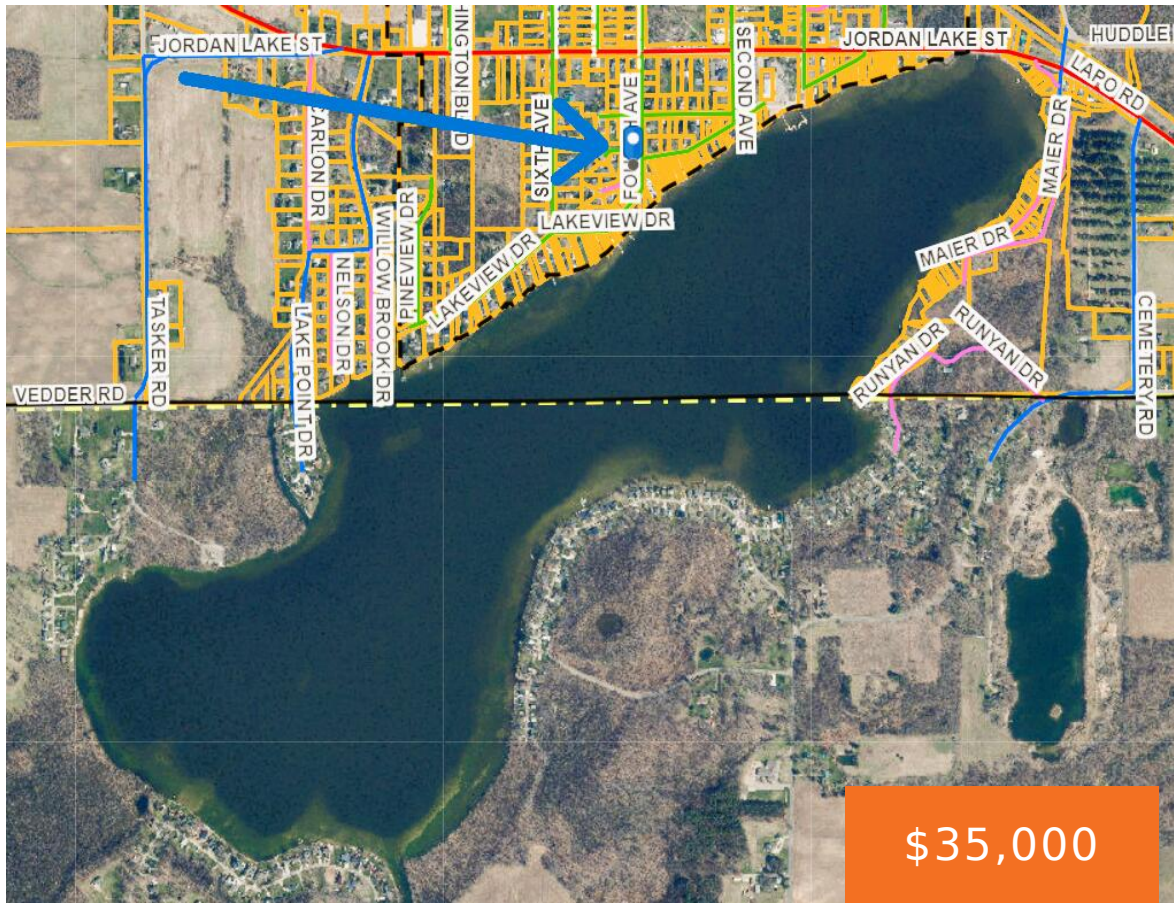 JORDAN LAKE ST
JORDAN LAKE ST
HUDDLE
LAPO RD
HINGTON BLVD
SIXTH AVE
SECOND AVE
CARLON DR
MAIER DR
LAKEVIEW DR
MAIER DR
PINEVIEW DR
LAKEVIEW DR
WILLOW BROOK DR
NELSON DR
TASKER RD
LAKE POINT DR
RUNYAN DR
RUNYAN DR
CEMETERY RD
VEDDER RD
$35,000